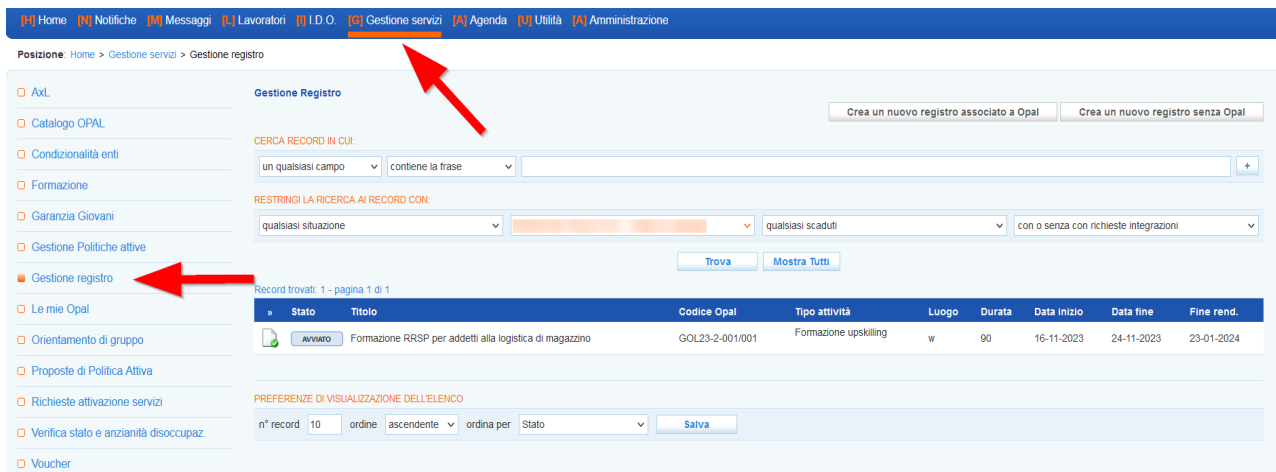 [H] Home [N] Notifiche [M] Messaggi [L] Lavoratori [I] I.D.O. [G] Gestione servizi [A] Agenda [U] Utilità [A] Amministrazione
Posizione: Home > Gestione servizi > Gestione registro
AxL
Catalogo OPAL
Condizionalità enti
Formazione
Garanzia Giovani
Gestione Politiche attive
Gestione registro
Le mie Opal
Orientamento di gruppo
Proposte di Politica Attiva
Richieste attivazione servizi
Verifica stato e anzianità disoccupaz.
Voucher
Gestione Registro
Crea un nuovo registro associato a Opal Crea un nuovo registro senza Opal
CERCA RECORD IN CUI:
un qualsiasi campo contiene la frase +
RESTRINGI LA RICERCA AI RECORD CON:
qualsiasi situazione qualsiasi scaduti con o senza con richieste integrazioni
Trova Mostra Tutti
Record trovati: 1 - pagina 1 di 1
» Stato Titolo Codice Opal Tipo attività Luogo Durata Data inizio Data fine Fine rend.
AVVIATO Formazione RRSP per addetti alla logistica di magazzino GOL23-2-001/001 Formazione upskilling w 90 16-11-2023 24-11-2023 23-01-2024
PREFERENZE DI VISUALIZZAZIONE DELL'ELENCO
n° record 10 ordine ascendente ordina per Stato Salva